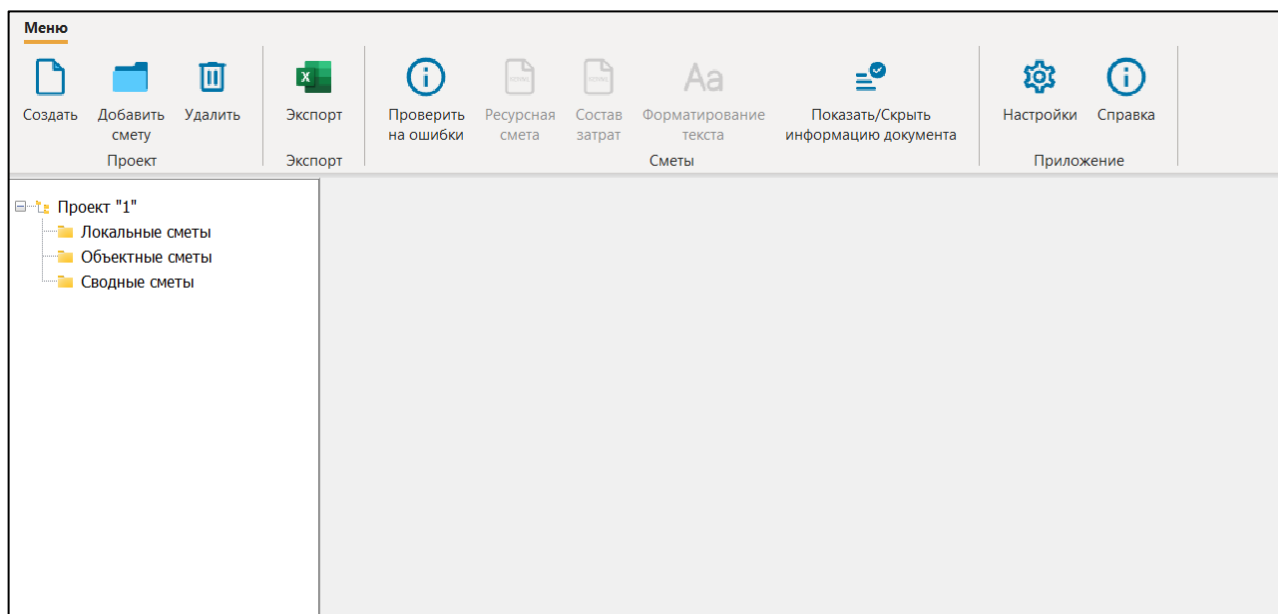 Меню
Создать
Добавить
смету
Удалить
Проект
Экспорт
Экспорт
Проверить
на ошибки
Ресурсная
смета
Состав
затрат
Aa
Форматирование
текста
Показать/Скрыть
информацию документа
Сметы
Настройки
Справка
Приложение
Проект "1"
Локальные сметы
Объектные сметы
Сводные сметы